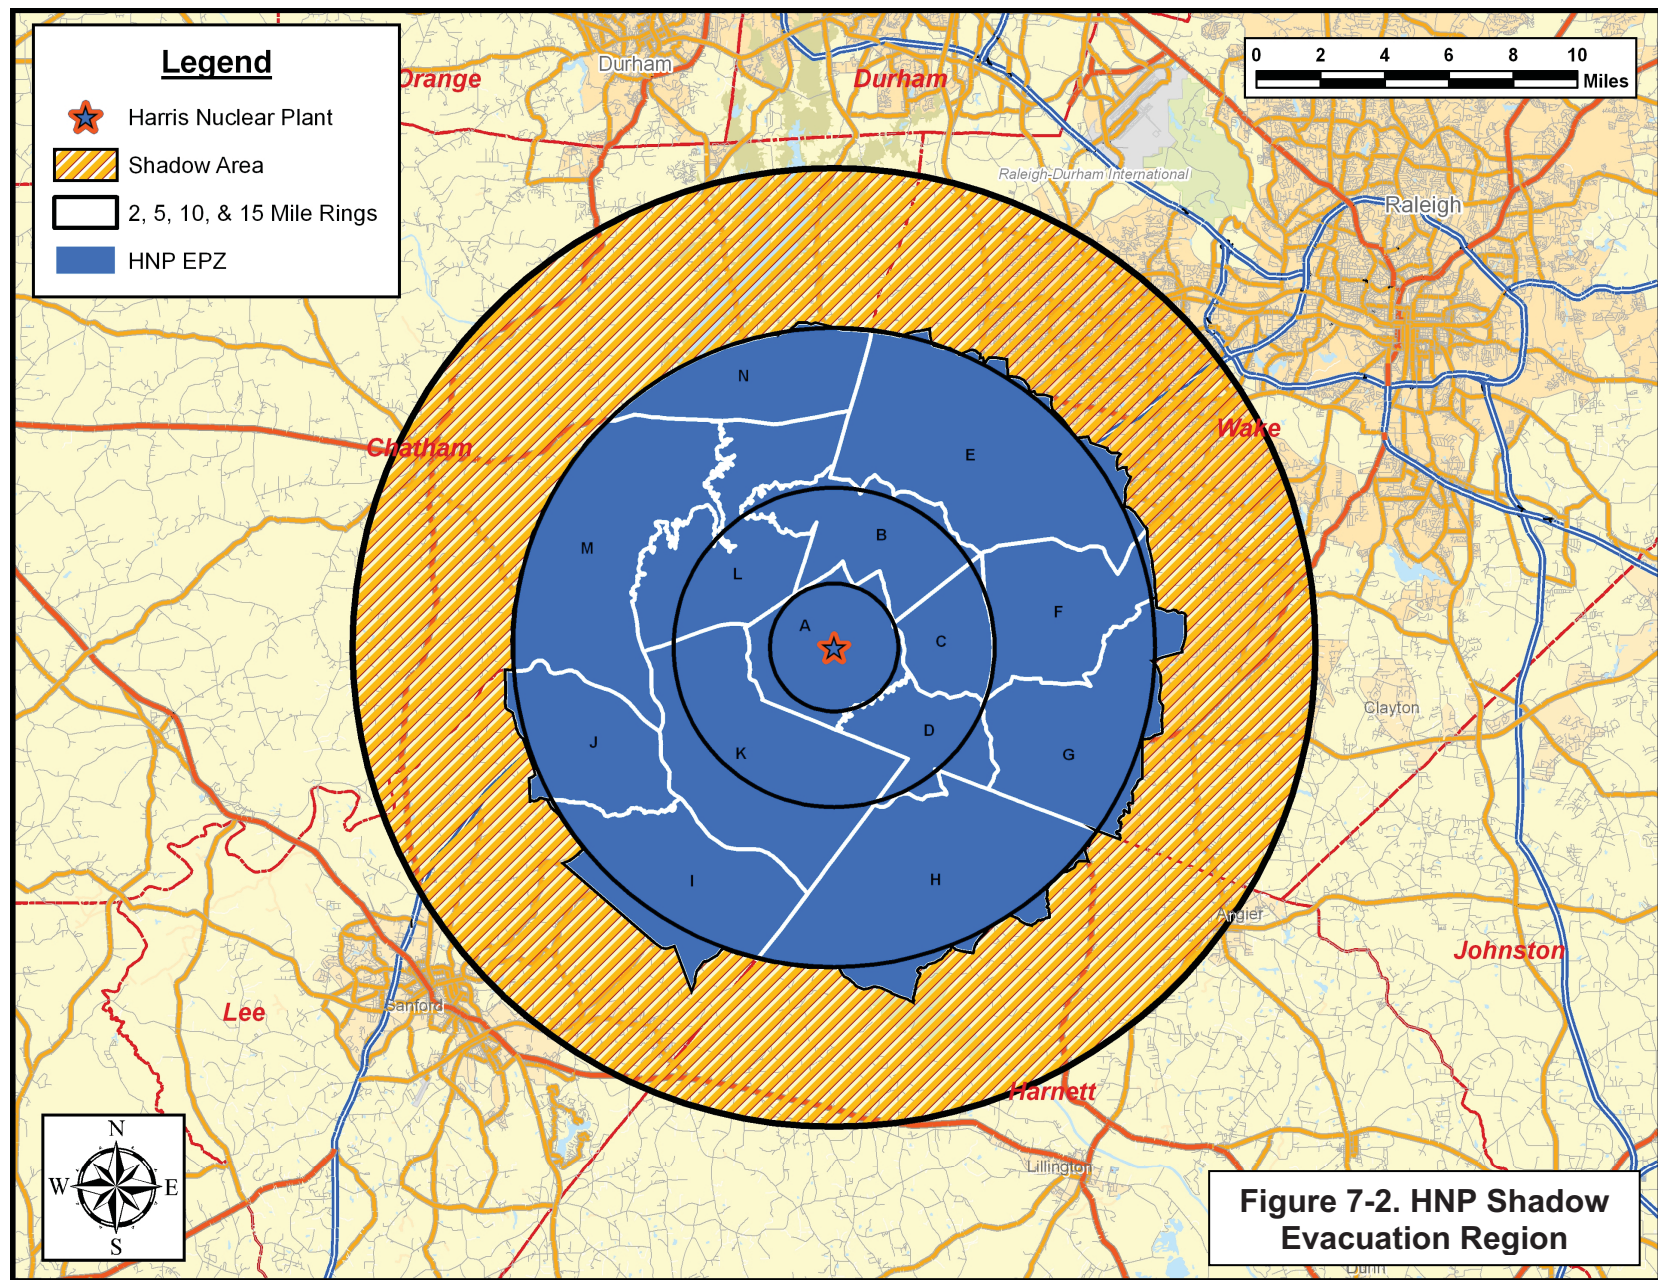 Legend
Harris Nuclear Plant
Shadow Area
2, 5, 10, & 15 Mile Rings
HNP EPZ
0 2 4 6 8 10
Miles
Orange
Durham
Durham
Raleigh-Durham International
Raleigh
N
Chatham
Wake
E
B
M
L
F
A
C
Clayton
D
J
K
G
I
H
Angier
Johnston
Lee
Sanford
Harnett
Lillington
N
W E
S
Figure 7-2. HNP Shadow
Evacuation Region
Dunn